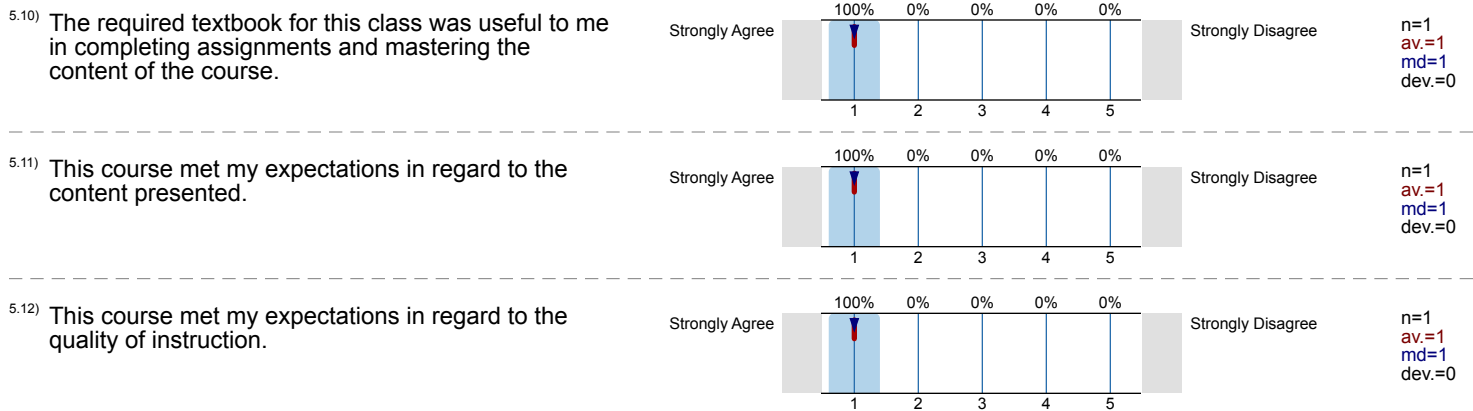 5.10) The required textbook for this class was useful to me
in completing assignments and mastering the
content of the course.
Strongly Agree
100% 0% 0% 0% 0%
1 2 3 4 5
Strongly Disagree
n=1
av.=1
md=1
dev.=0
5.11) This course met my expectations in regard to the
content presented.
Strongly Agree
100% 0% 0% 0% 0%
1 2 3 4 5
Strongly Disagree
n=1
av.=1
md=1
dev.=0
5.12) This course met my expectations in regard to the
quality of instruction.
Strongly Agree
100% 0% 0% 0% 0%
1 2 3 4 5
Strongly Disagree
n=1
av.=1
md=1
dev.=0